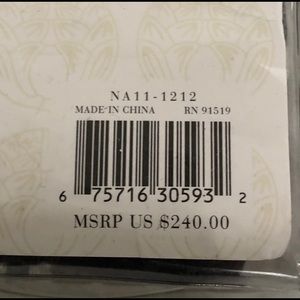 NA11-1212
MADE IN CHINA RN 91519
6 75716 30593 2
MSRP US $240.00